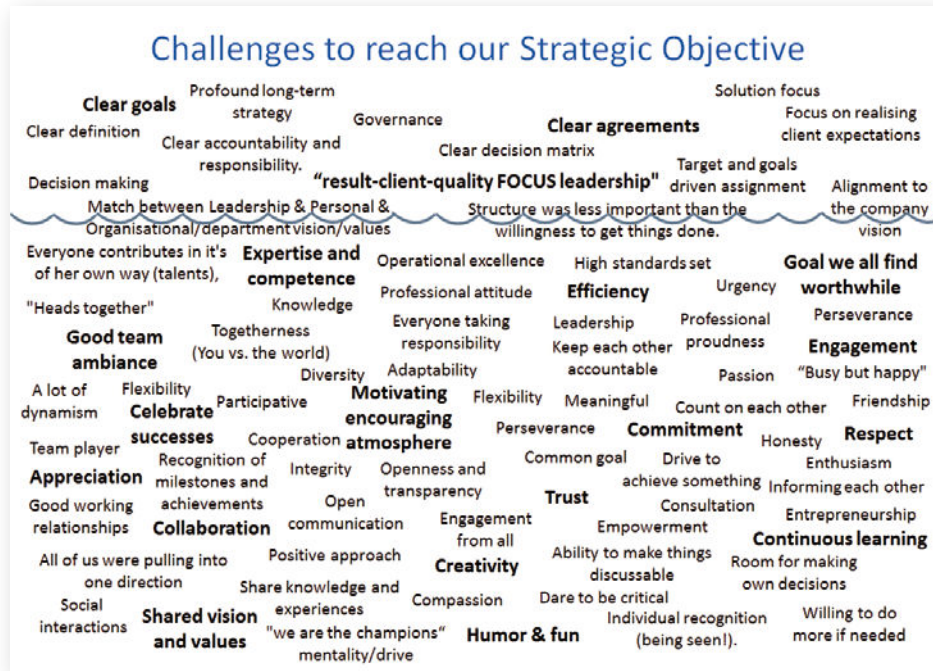 Challenges to reach our Strategic Objective
Clear goals
Profound long-term
strategy
Solution focus
Clear definition
Governance
Clear agreements
Focus on realising
client expectations
Clear accountability and
responsibility.
Clear decision matrix
Decision making
“result-client-quality FOCUS leadership"
Target and goals
driven assignment
Alignment to
the company
vision
Match between Leadership & Personal &
Organisational/department vision/values
Structure was less important than the
willingness to get things done.
Everyone contributes in it's
of her own way (talents),
Expertise and
competence
Operational excellence
High standards set
Goal we all find
worthwhile
"Heads together"
Knowledge
Professional attitude
Efficiency
Urgency
Perseverance
Good team
ambiance
Togetherness
(You vs. the world)
Everyone taking
responsibility
Leadership
Professional
proudness
Keep each other
accountable
Engagement
Diversity
Adaptability
Passion
“Busy but happy"
A lot of
dynamism
Flexibility
Celebrate
successes
Participative
Motivating
encouraging
atmosphere
Flexibility
Meaningful
Count on each other
Friendship
Team player
Cooperation
Perseverance
Commitment
Honesty
Respect
Appreciation
Recognition of
milestones and
achievements
Integrity
Openness and
transparency
Common goal
Drive to
achieve something
Enthusiasm
Informing each other
Good working
relationships
Collaboration
Open
communication
Engagement
from all
Trust
Consultation
Empowerment
Entrepreneurship
Continuous learning
All of us were pulling into
one direction
Positive approach
Creativity
Ability to make things
discussable
Room for making
own decisions
Social
interactions
Shared vision
and values
Share knowledge and
experiences
Compassion
Dare to be critical
"we are the champions“
mentality/drive
Humor & fun
Individual recognition
(being seen!).
Willing to do
more if needed